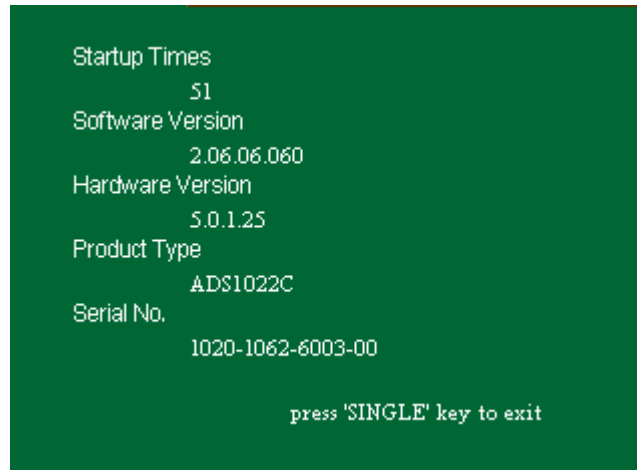 Startup Times
51
Software Version
2.06.06.060
Hardware Version
5.0.1.25
Product Type
ADS1022C
Serial No.
1020-1062-6003-00
press 'SINGLE' key to exit